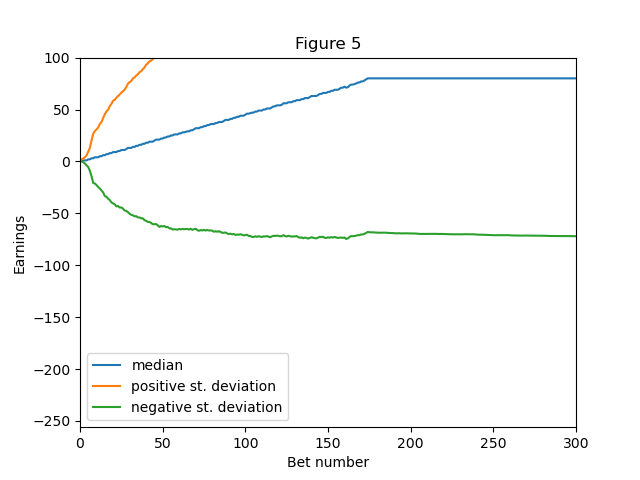 Figure 5
100
50
0
−50
−100
−150
−200
−250
Earnings
median
positive st. deviation
negative st. deviation
0 50 100 150 200 250 300
Bet number